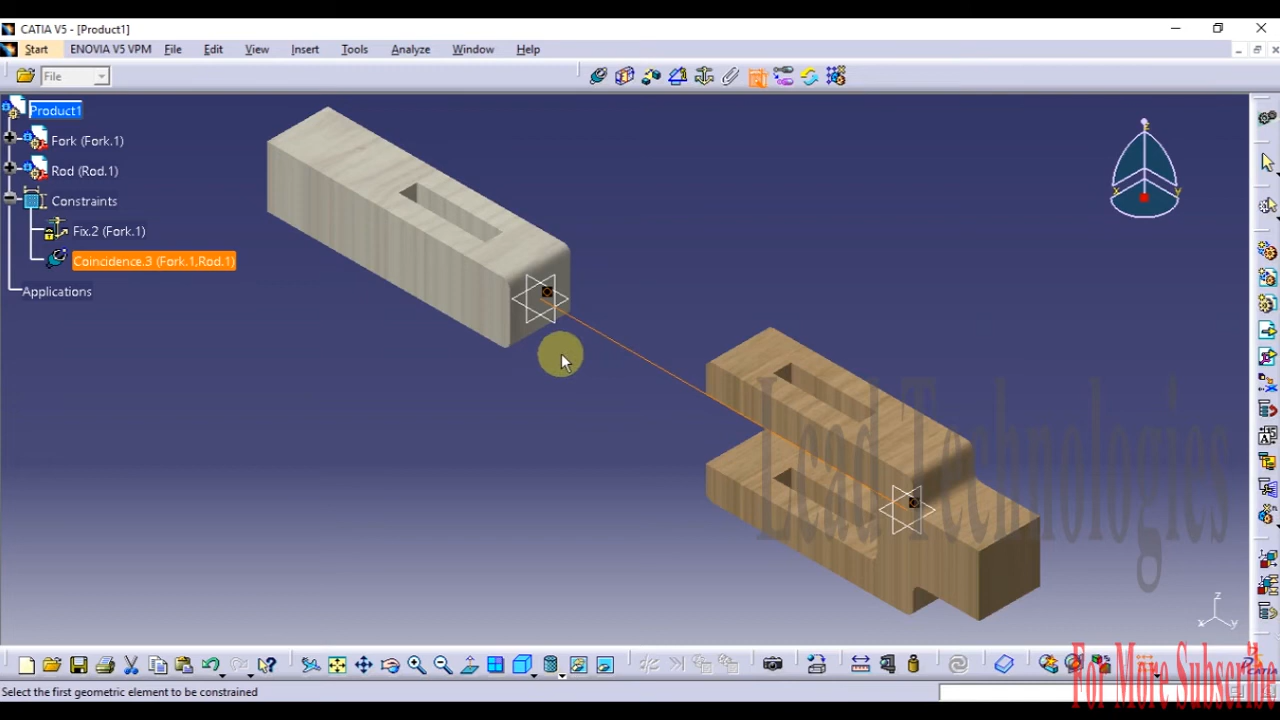 CATIA V5 - [Product1]
Start ENOVIA V5 VPM File Edit View Insert Tools Analyze Window Help
File
Product1
Fork (Fork.1)
Rod (Rod.1)
Constraints
Fix.2 (Fork.1)
Coincidence.3 (Fork.1,Rod.1)
Applications
Lead Technologies
z
x y
For More Subscribe
Select the first geometric element to be constrained